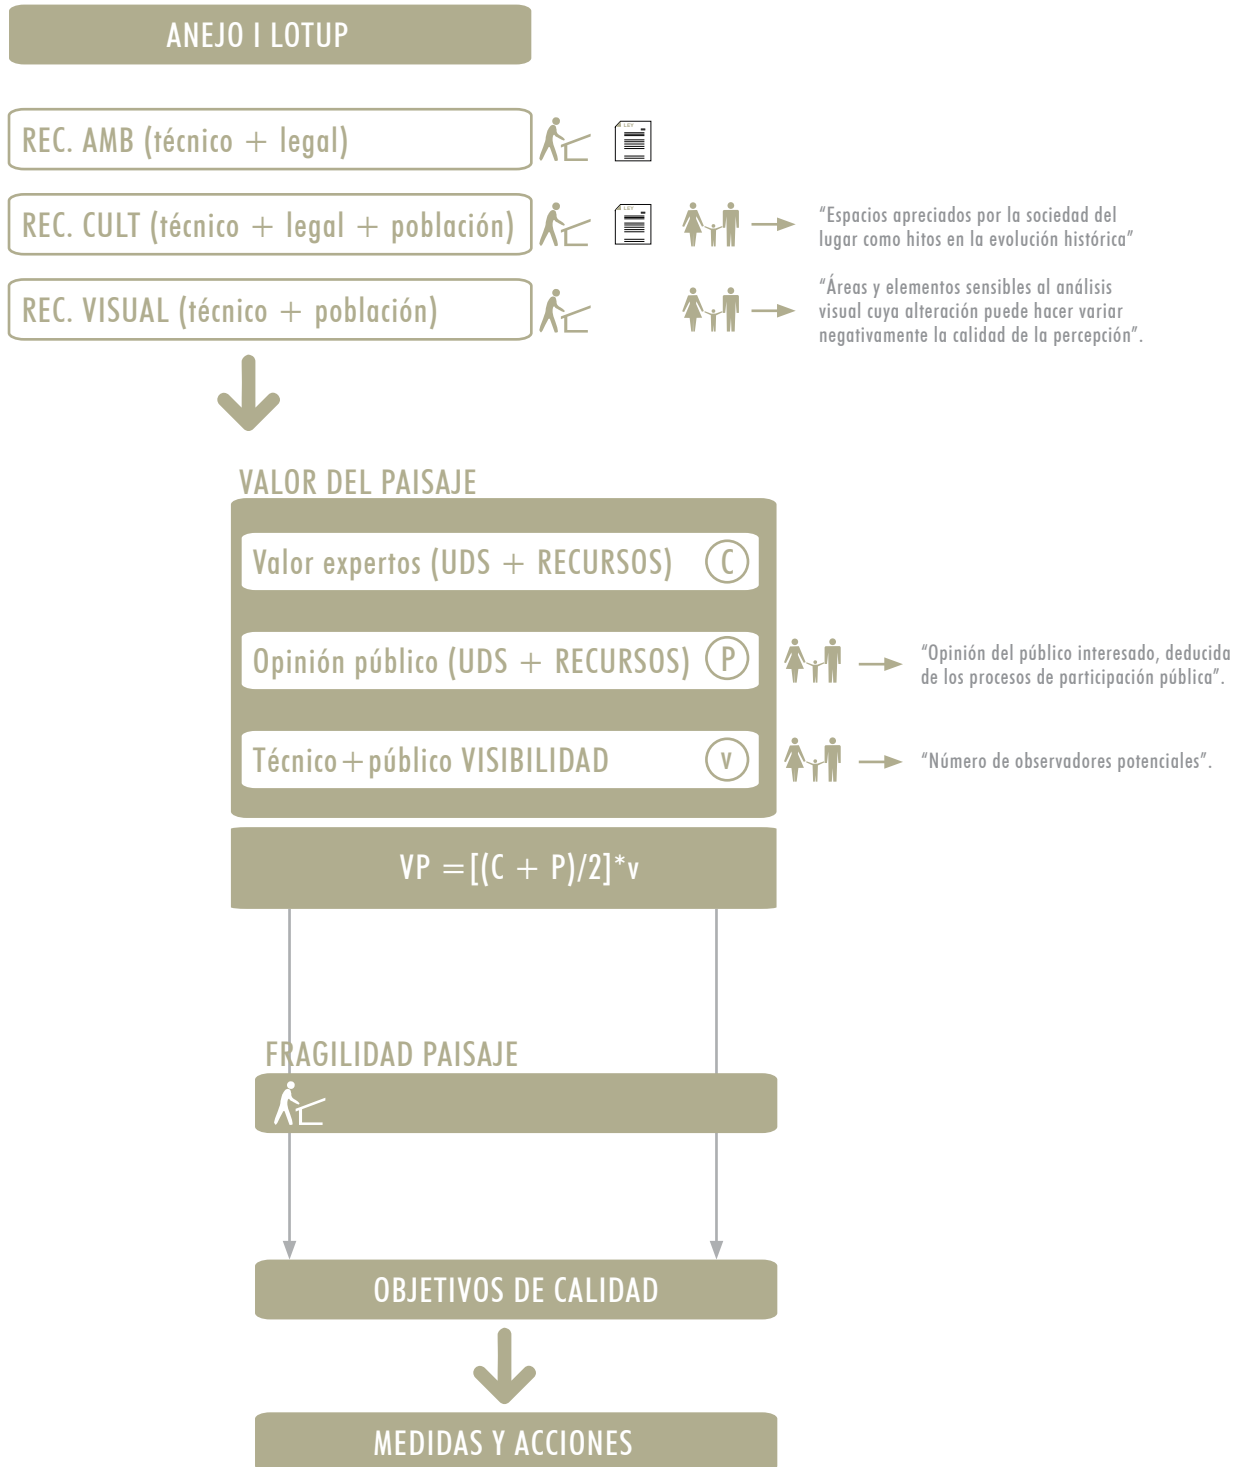 ANEJO I LOTUP
REC. AMB (técnico + legal)
LEY
REC. CULT (técnico + legal + población)
LEY
“Espacios apreciados por la sociedad del
lugar como hitos en la evolución histórica”
REC. VISUAL (técnico + población)
“Áreas y elementos sensibles al análisis
visual cuya alteración puede hacer variar
negativamente la calidad de la percepción”.
VALOR DEL PAISAJE
Valor expertos (UDS + RECURSOS) C
Opinión público (UDS + RECURSOS) P
“Opinión del público interesado, deducida
de los procesos de participación pública”.
Técnico+público VISIBILIDAD v
“Número de observadores potenciales”.
VP =[(C + P)/2]*v
FRAGILIDAD PAISAJE
OBJETIVOS DE CALIDAD
MEDIDAS Y ACCIONES